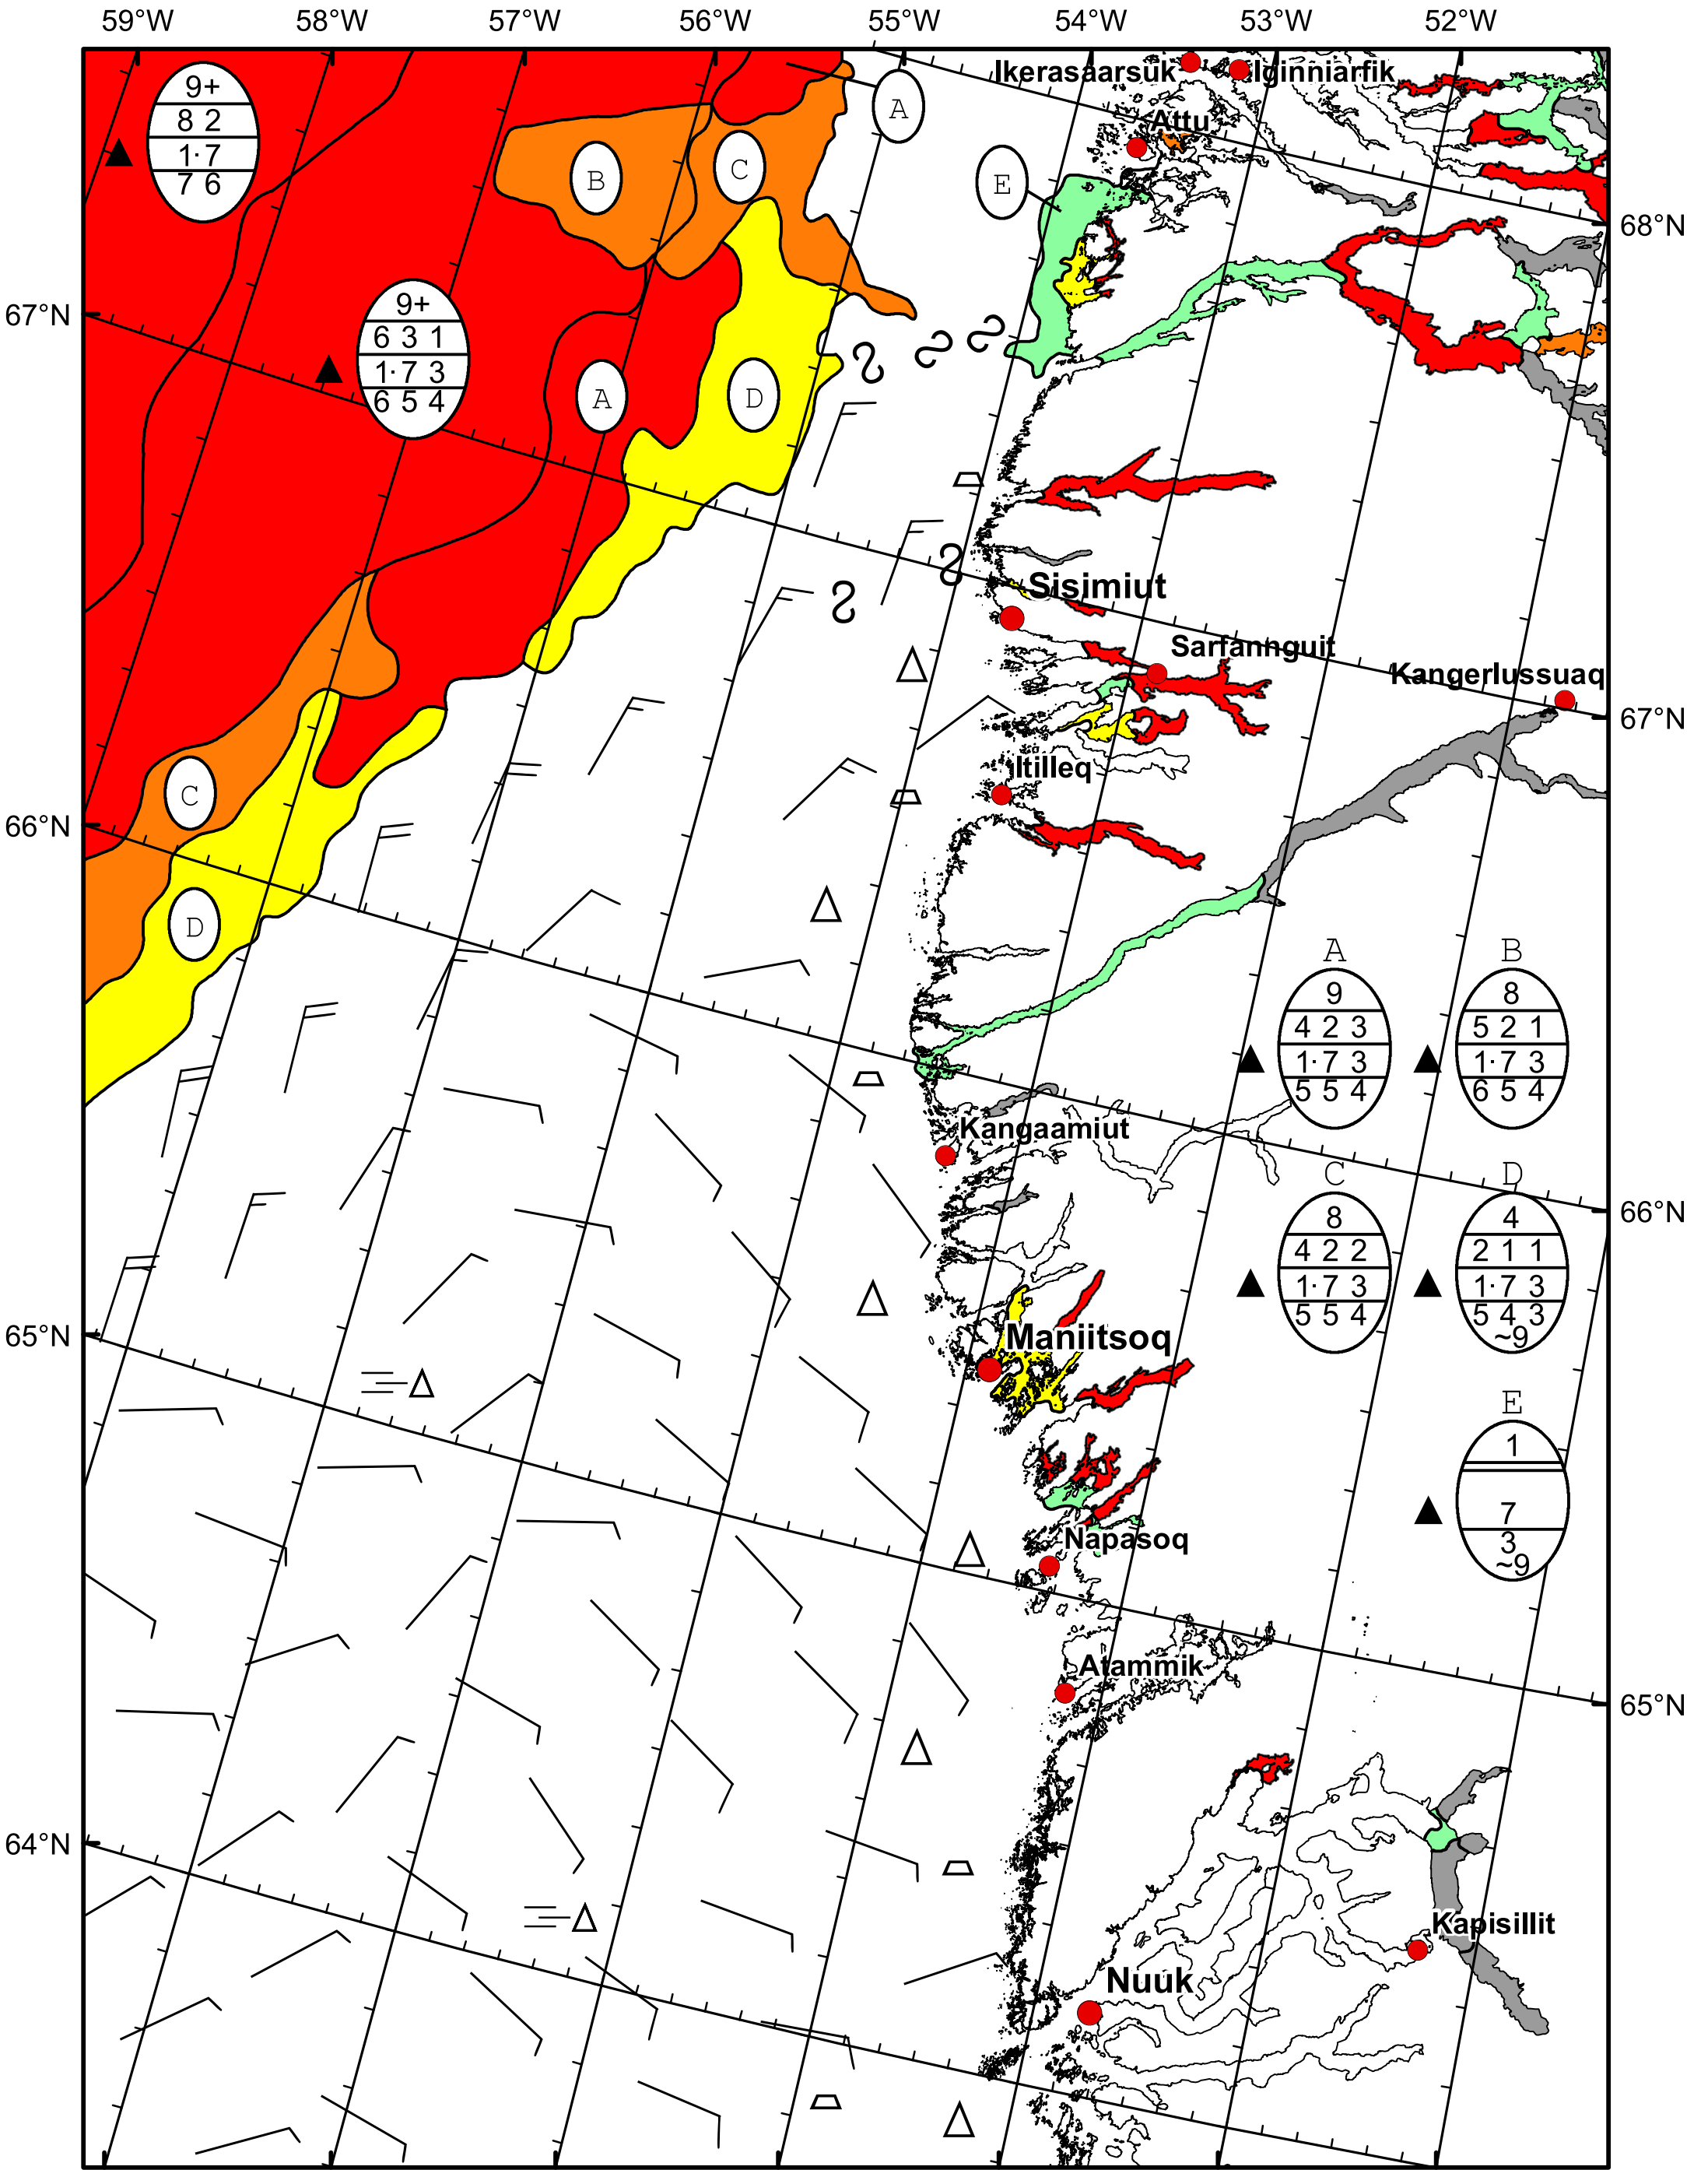 59°W 58°W 57°W 56°W 55°W 54°W 53°W 52°W
Ikerasaarsuk Iginniarfik
9+
8 2
1· 7
7 6
A
Attu
B
C
E
68°N
67°N
9+
6 3 1
1· 7 3
6 5 4
A
D
Sisimiut
Sarfannguit
Kangerlussuaq
67°N
Itilleq
C
66°N
D
A
9
4 2 3
1· 7 3
5 5 4
B
8
5 2 1
1· 7 3
6 5 4
Kangaamiut
C
8
4 2 2
1· 7 3
5 5 4
D
4
2 1 1
1· 7 3
5 4 3
~9
66°N
65°N
Maniitsoq
E
1
7
3
~9
Napasoq
Atammik
65°N
64°N
Kapisillit
Nuuk